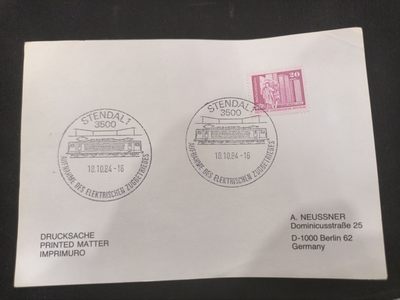 STENDAL 1
3500
AUFNAHME DES ELEKTRISCHEN ZUGBETRIEBES
10.10.84-16
STENDAL 1
3500
AUFNAHME DES ELEKTRISCHEN ZUGBETRIEBES
10.10.84-16
20
DRUCKSACHE
PRINTED MATTER
IMPRIMURO
A. NEUSSNER
Dominicusstraße 25
D-1000 Berlin 62
Germany